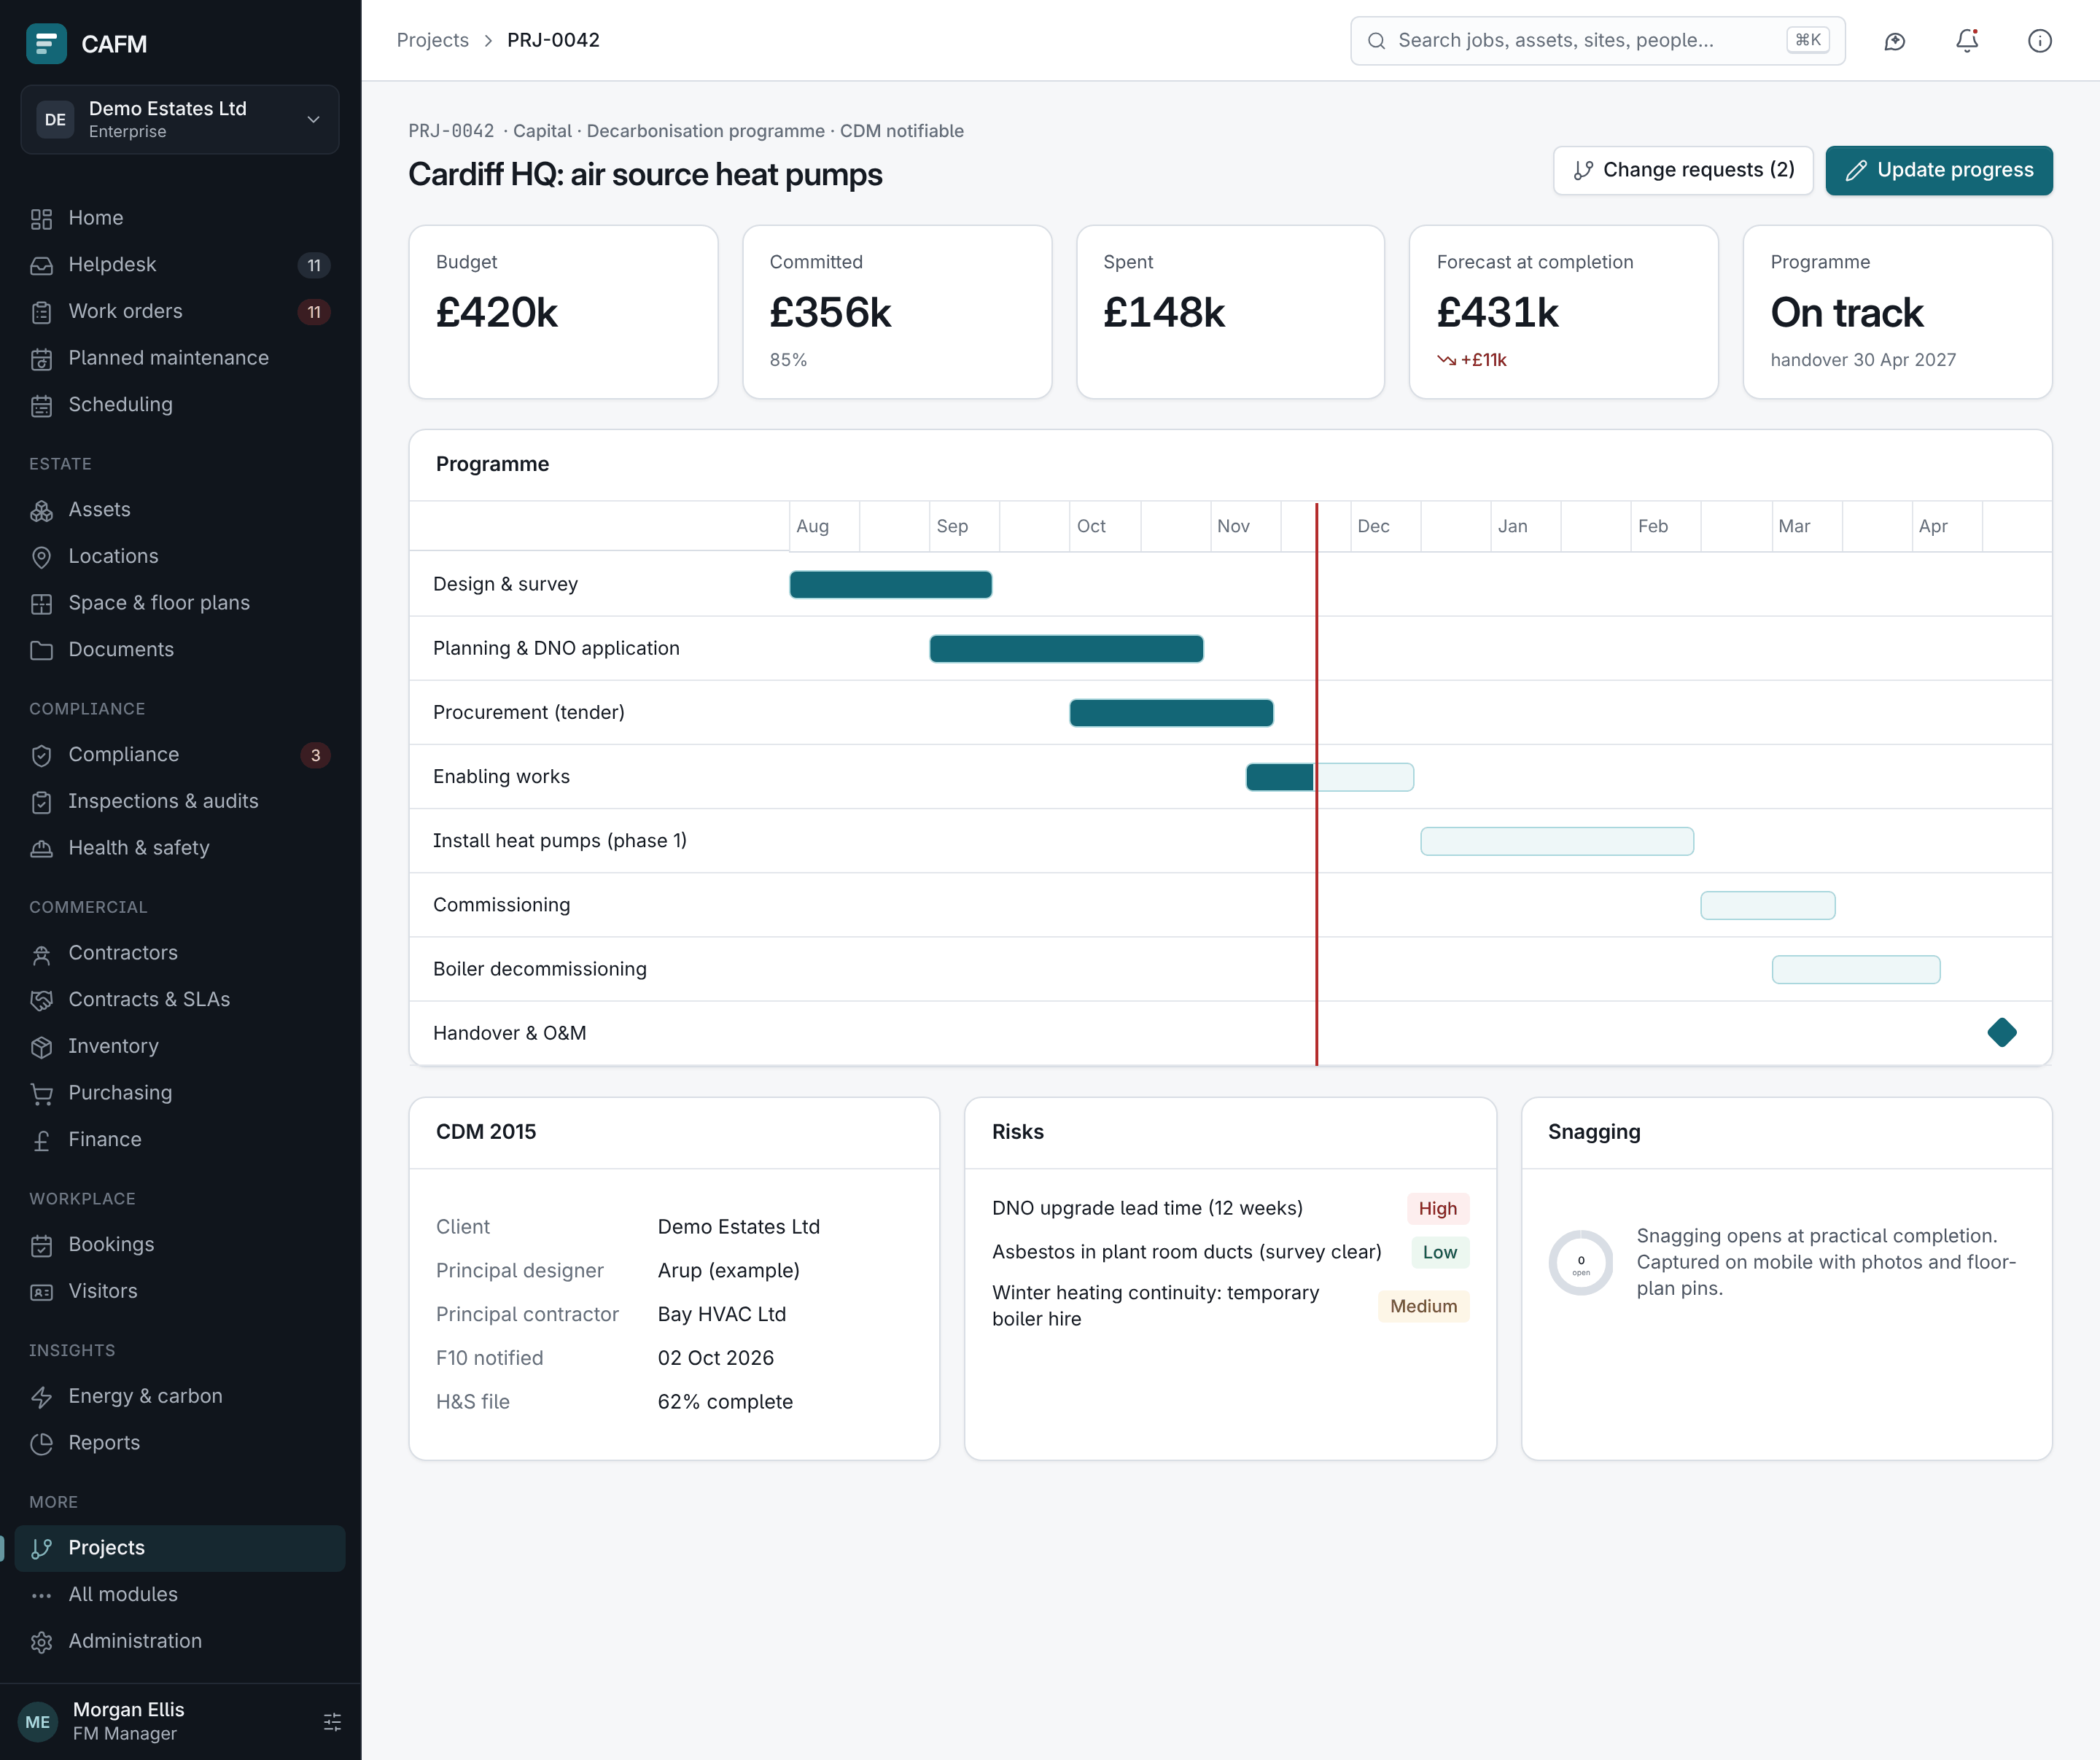 CAFM
DE
Demo Estates Ltd
Enterprise
Home
Helpdesk 11
Work orders 11
Planned maintenance
Scheduling
ESTATE
Assets
Locations
Space & floor plans
Documents
COMPLIANCE
Compliance 3
Inspections & audits
Health & safety
COMMERCIAL
Contractors
Contracts & SLAs
Inventory
Purchasing
Finance
WORKPLACE
Bookings
Visitors
INSIGHTS
Energy & carbon
Reports
MORE
Projects
All modules
Administration
ME
Morgan Ellis
FM Manager
Projects > PRJ-0042
Search jobs, assets, sites, people... ⌘K
PRJ-0042 · Capital · Decarbonisation programme · CDM notifiable
Cardiff HQ: air source heat pumps
Change requests (2)
Update progress
Budget
£420k
Committed
£356k
85%
Spent
£148k
Forecast at completion
£431k
+£11k
Programme
On track
handover 30 Apr 2027
Programme
Aug Sep Oct Nov Dec Jan Feb Mar Apr
Design & survey
Planning & DNO application
Procurement (tender)
Enabling works
Install heat pumps (phase 1)
Commissioning
Boiler decommissioning
Handover & O&M
CDM 2015
Client Demo Estates Ltd
Principal designer Arup (example)
Principal contractor Bay HVAC Ltd
F10 notified 02 Oct 2026
H&S file 62% complete
Risks
DNO upgrade lead time (12 weeks) High
Asbestos in plant room ducts (survey clear) Low
Winter heating continuity: temporary
boiler hire
Medium
Snagging
0
open
Snagging opens at practical completion.
Captured on mobile with photos and floor-
plan pins.